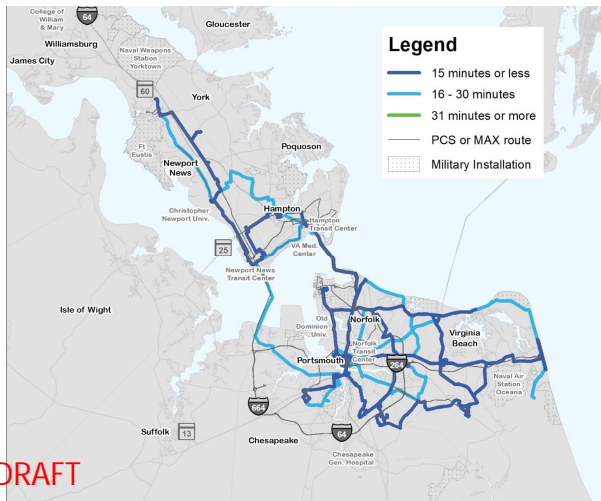 College of
William
& Mary
64
Gloucester
Williamsburg
Naval Weapons
Station
Yorktown
James City
60
York
Ft
Eustis
Poquoson
Newport
News
Christopher
Newport Univ.
Hampton
Hampton
Transit Center
VA Med.
Center
25
Newport News
Transit Center
Isle of Wight
Old
Dominion
Univ.
Norfolk
Norfolk
Transit
Center
Virginia
Beach
Portsmouth
264
Naval Air
Station
Oceana
664
Suffolk
13
64
Chesapeake
Chesapeake
Gen. Hospital
Legend
15 minutes or less
16 - 30 minutes
31 minutes or more
PCS or MAX route
Military Installation
DRAFT